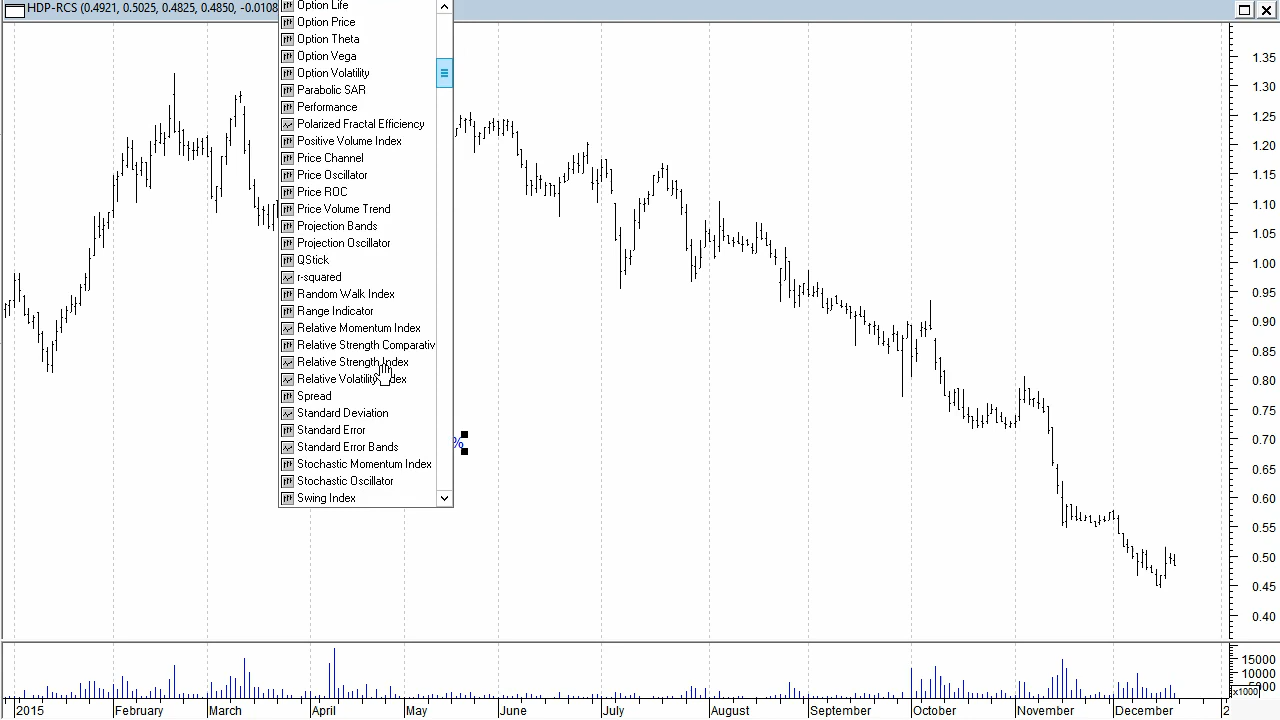 HDP-RCS (0.4921, 0.5025, 0.4825, 0.4850, -0.0108
Option Life
Option Price
Option Theta
Option Vega
Option Volatility
Parabolic SAR
Performance
Polarized Fractal Efficiency
Positive Volume Index
Price Channel
Price Oscillator
Price ROC
Price Volume Trend
Projection Bands
Projection Oscillator
QStick
r-squared
Random Walk Index
Range Indicator
Relative Momentum Index
Relative Strength Comparativ
Relative Strength Index
Relative Volatility Index
Spread
Standard Deviation
Standard Error
Standard Error Bands
Stochastic Momentum Index
Stochastic Oscillator
Swing Index
%
1.35
1.30
1.25
1.20
1.15
1.10
1.05
1.00
0.95
0.90
0.85
0.80
0.75
0.70
0.65
0.60
0.55
0.50
0.45
0.40
15000
10000
5000
x1000
2015 February March April May June July August September October November December 2